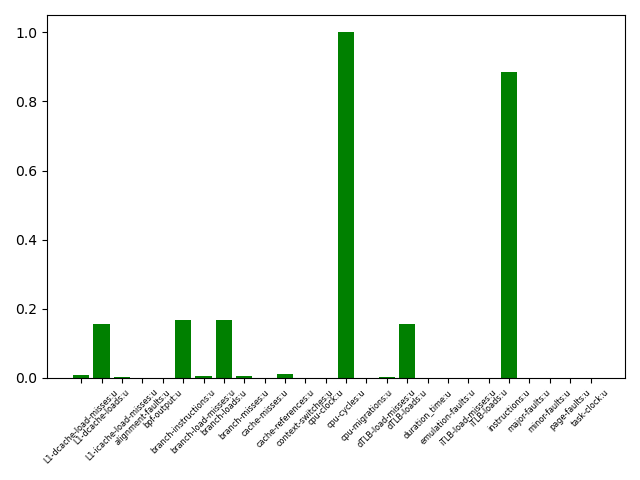 1.0
0.8
0.6
0.4
0.2
0.0
L1-dcache-load-misses:u
L1-dcache-loads:u
L1-icache-load-misses:u
alignment-faults:u
bpf-output:u
branch-instructions:u
branch-load-misses:u
branch-loads:u
branch-misses:u
cache-misses:u
cache-references:u
context-switches:u
cpu-clock:u
cpu-cycles:u
cpu-migrations:u
dTLB-load-misses:u
dTLB-loads:u
duration_time:u
emulation-faults:u
iTLB-load-misses:u
iTLB-loads:u
instructions:u
major-faults:u
minor-faults:u
page-faults:u
task-clock:u